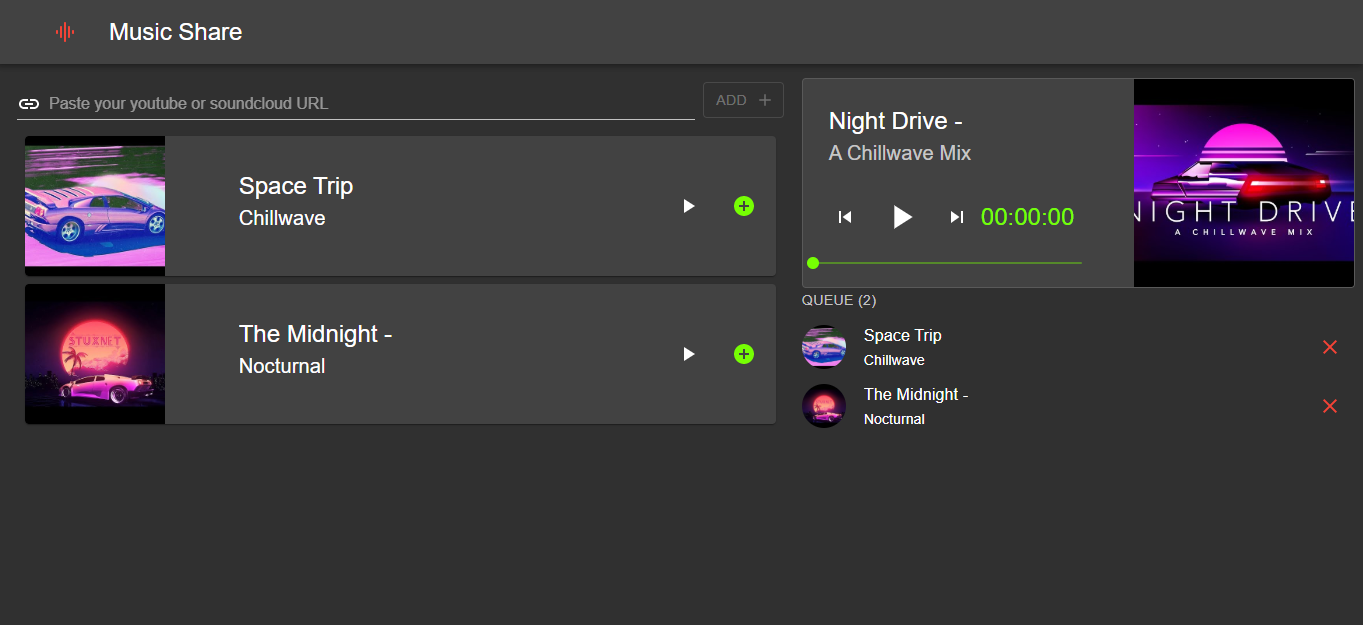 Music Share
Paste your youtube or soundcloud URL
ADD
Space Trip
Chillwave
STUXNET
The Midnight -
Nocturnal
Night Drive -
A Chillwave Mix
00:00:00
NIGHT DRIVE
A CHILLWAVE MIX
QUEUE (2)
Space Trip
Chillwave
The Midnight -
Nocturnal